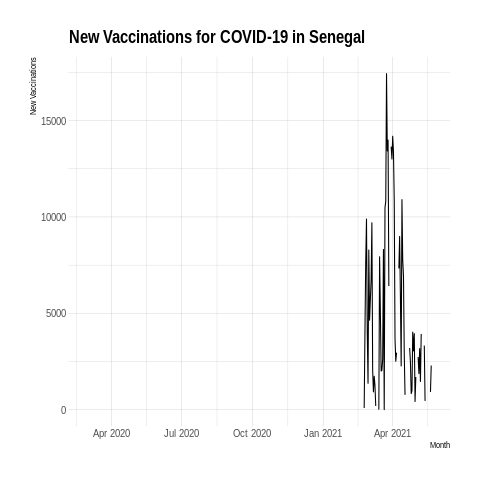 New Vaccinations for COVID-19 in Senegal
New Vaccinations
15000
10000
5000
0
Apr 2020 Jul 2020 Oct 2020 Jan 2021 Apr 2021
Month